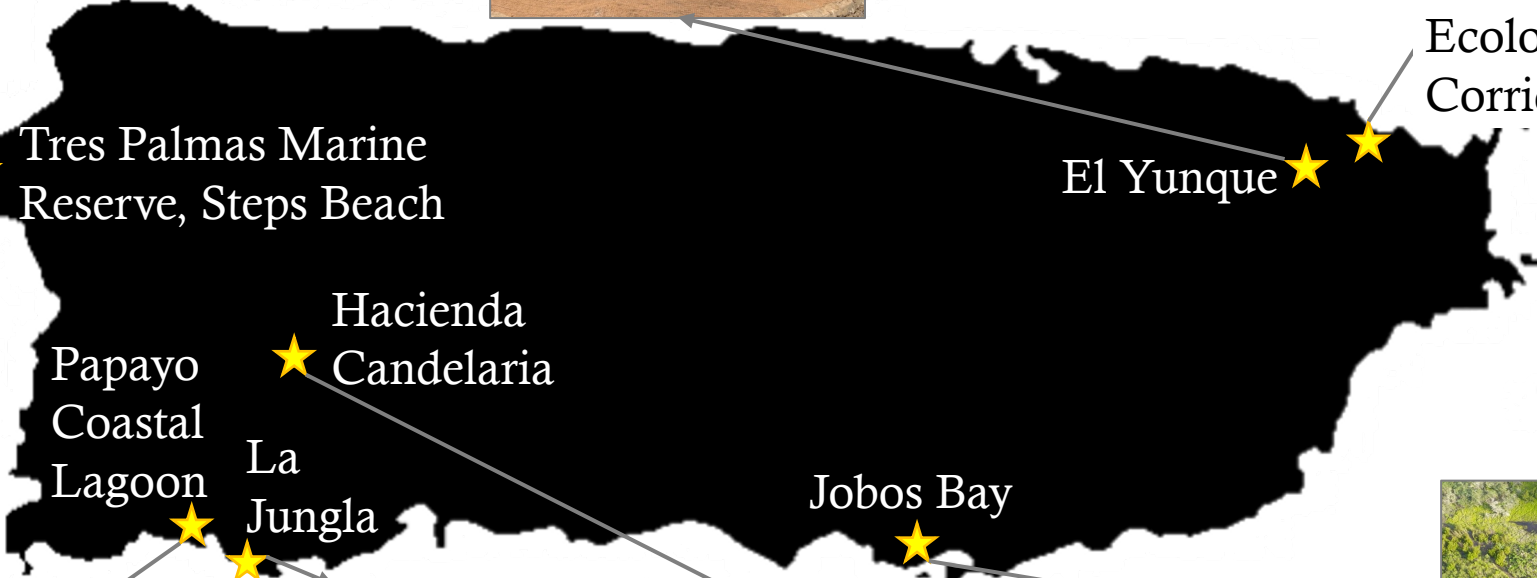 Tres Palmas Marine
Reserve, Steps Beach
El Yunque
Hacienda
Candelaria
Papayo
Coastal
Lagoon
La
Jungla
Jobos Bay